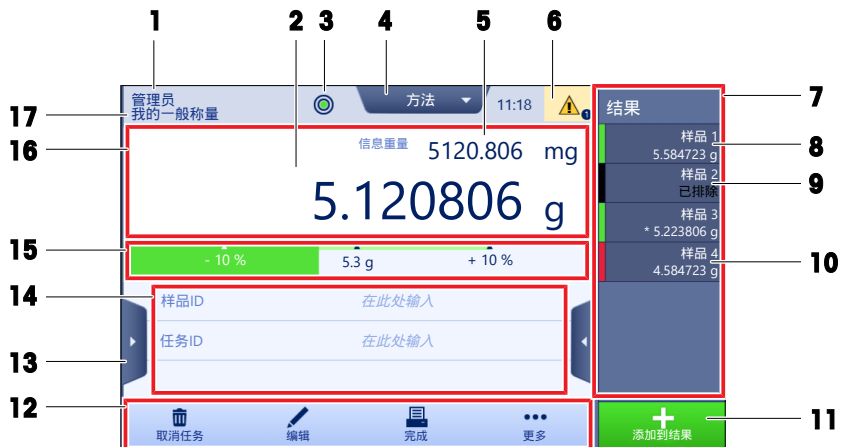 1
2
3
4
5
6
管理员
我的一般称量
方法
11:18
1
结果
7
17
16
信息重量
5120.806 mg
5.120806 g
样品 1
5.584723 g
8
样品 2
已排除
9
样品 3
* 5.223806 g
样品 4
4.584723 g
10
15
- 10 %
5.3 g
+ 10 %
14
样品ID
在此处输入
任务ID
在此处输入
13
12
取消任务
编辑
完成
更多
添加到结果
11